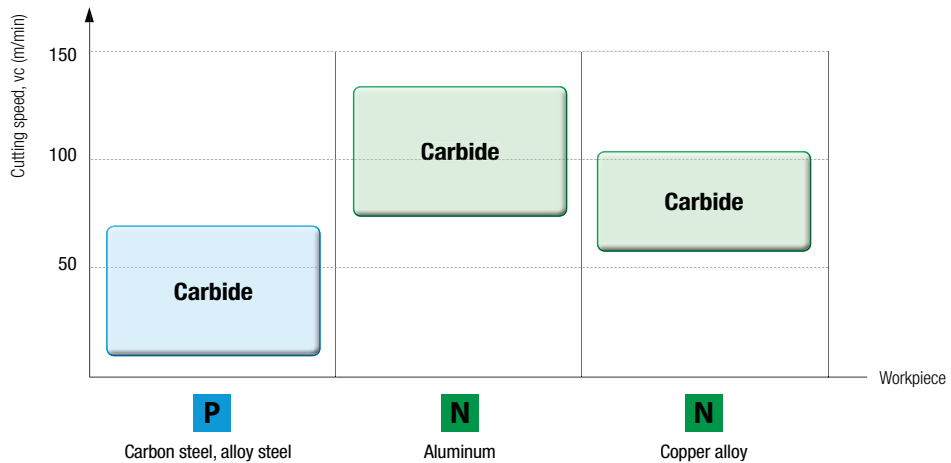 Cutting speed, vc (m/min)
150
100
50
Carbide
Carbide
Carbide
Workpiece
P
N
N
Carbon steel, alloy steel
Aluminum
Copper alloy